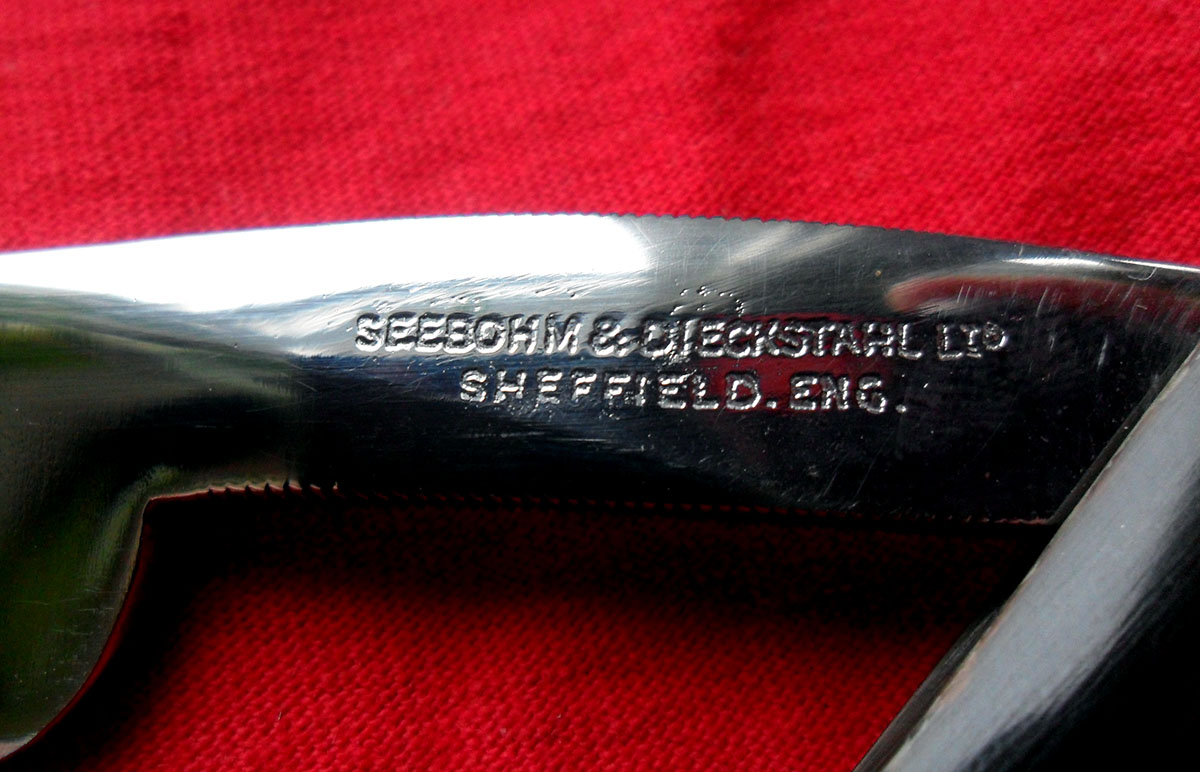 SEEBOHM & DIECKSTAHL LTD
SHEFFIELD. ENG.